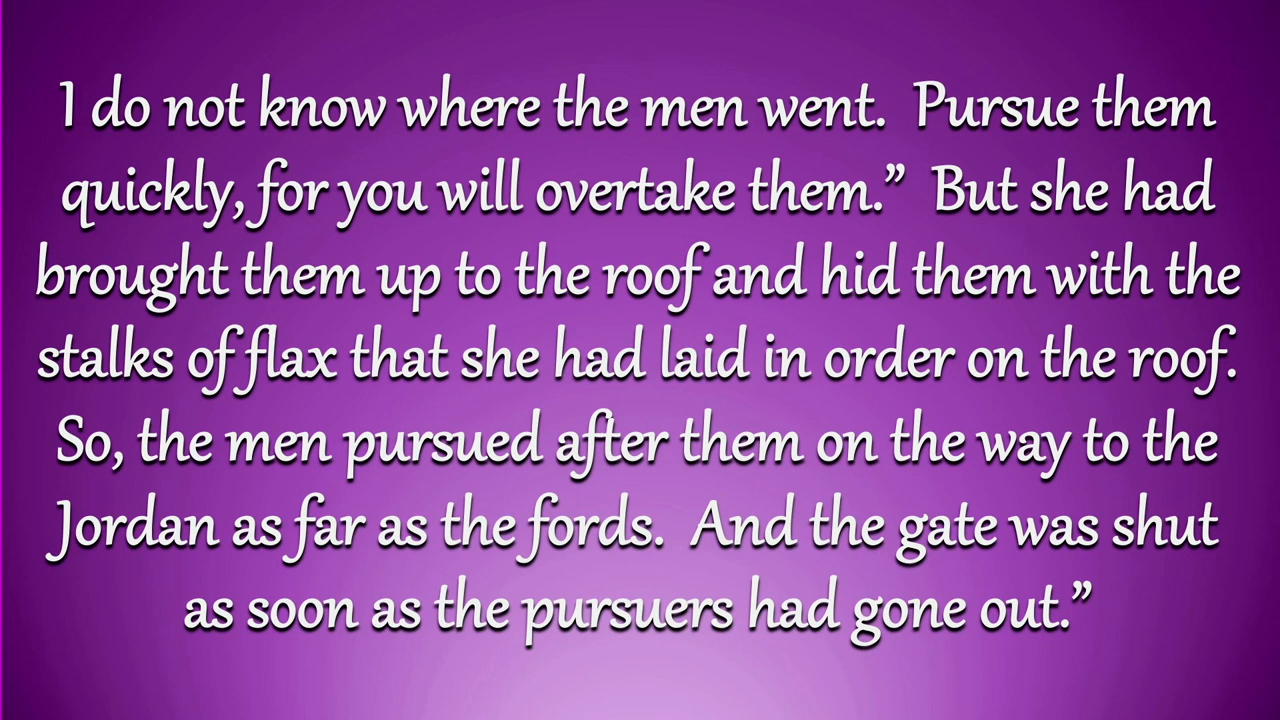 I do not know where the men went.  Pursue them
quickly, for you will overtake them.”  But she had
brought them up to the roof and hid them with the
stalks of flax that she had laid in order on the roof.
So, the men pursued after them on the way to the
Jordan as far as the fords.  And the gate was shut
as soon as the pursuers had gone out.”